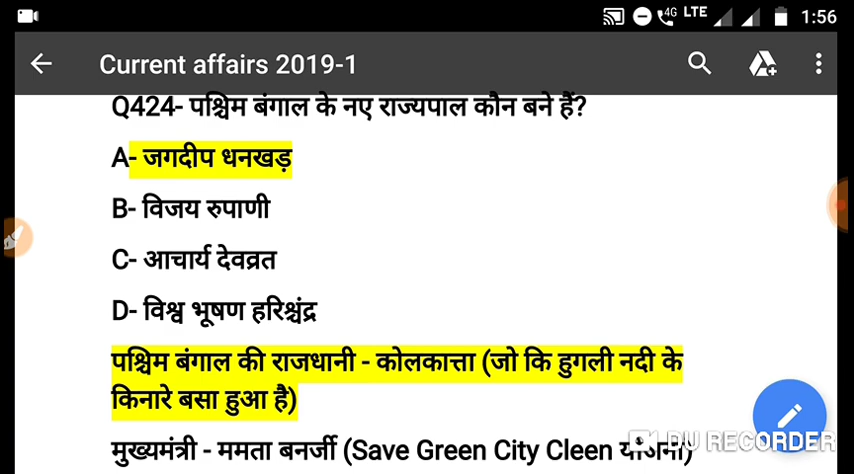 4G LTE 1:56
Current affairs 2019-1
Q424- पश्चिम बंगाल के नए राज्यपाल कौन बने हैं?
A- जगदीप धनखड़
B- विजय रुपाणी
C- आचार्य देवव्रत
D- विश्व भूषण हरिश्चंद्र
पश्चिम बंगाल की राजधानी - कोलकात्ता (जो कि हुगली नदी के
किनारे बसा हुआ है)
मुख्यमंत्री - ममता बनर्जी (Save Green City Cleen योजना)
DU RECORDER